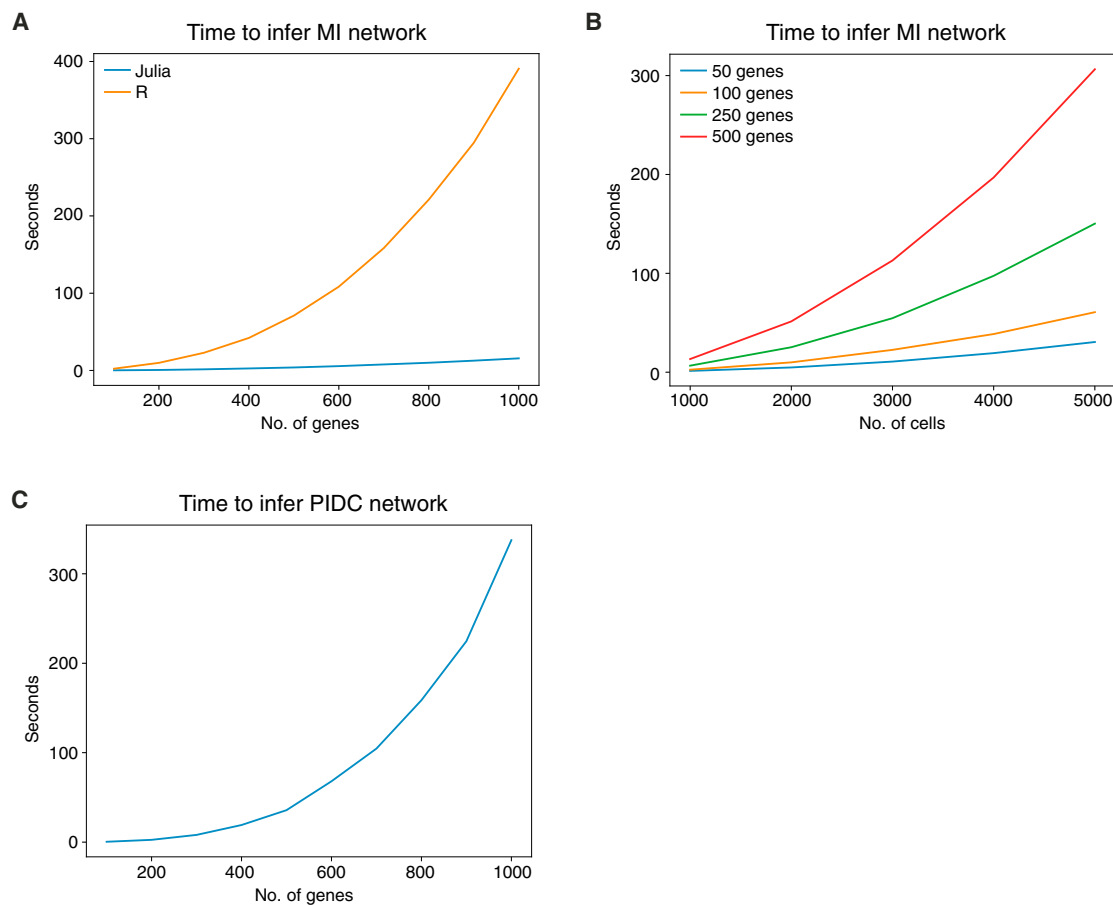 A
Time to infer MI network
Julia
R
400
300
200
100
0
Seconds
200 400 600 800 1000
No. of genes
B
Time to infer MI network
50 genes
100 genes
250 genes
500 genes
300
200
100
0
Seconds
1000 2000 3000 4000 5000
No. of cells
C
Time to infer PIDC network
300
200
100
0
Seconds
200 400 600 800 1000
No. of genes